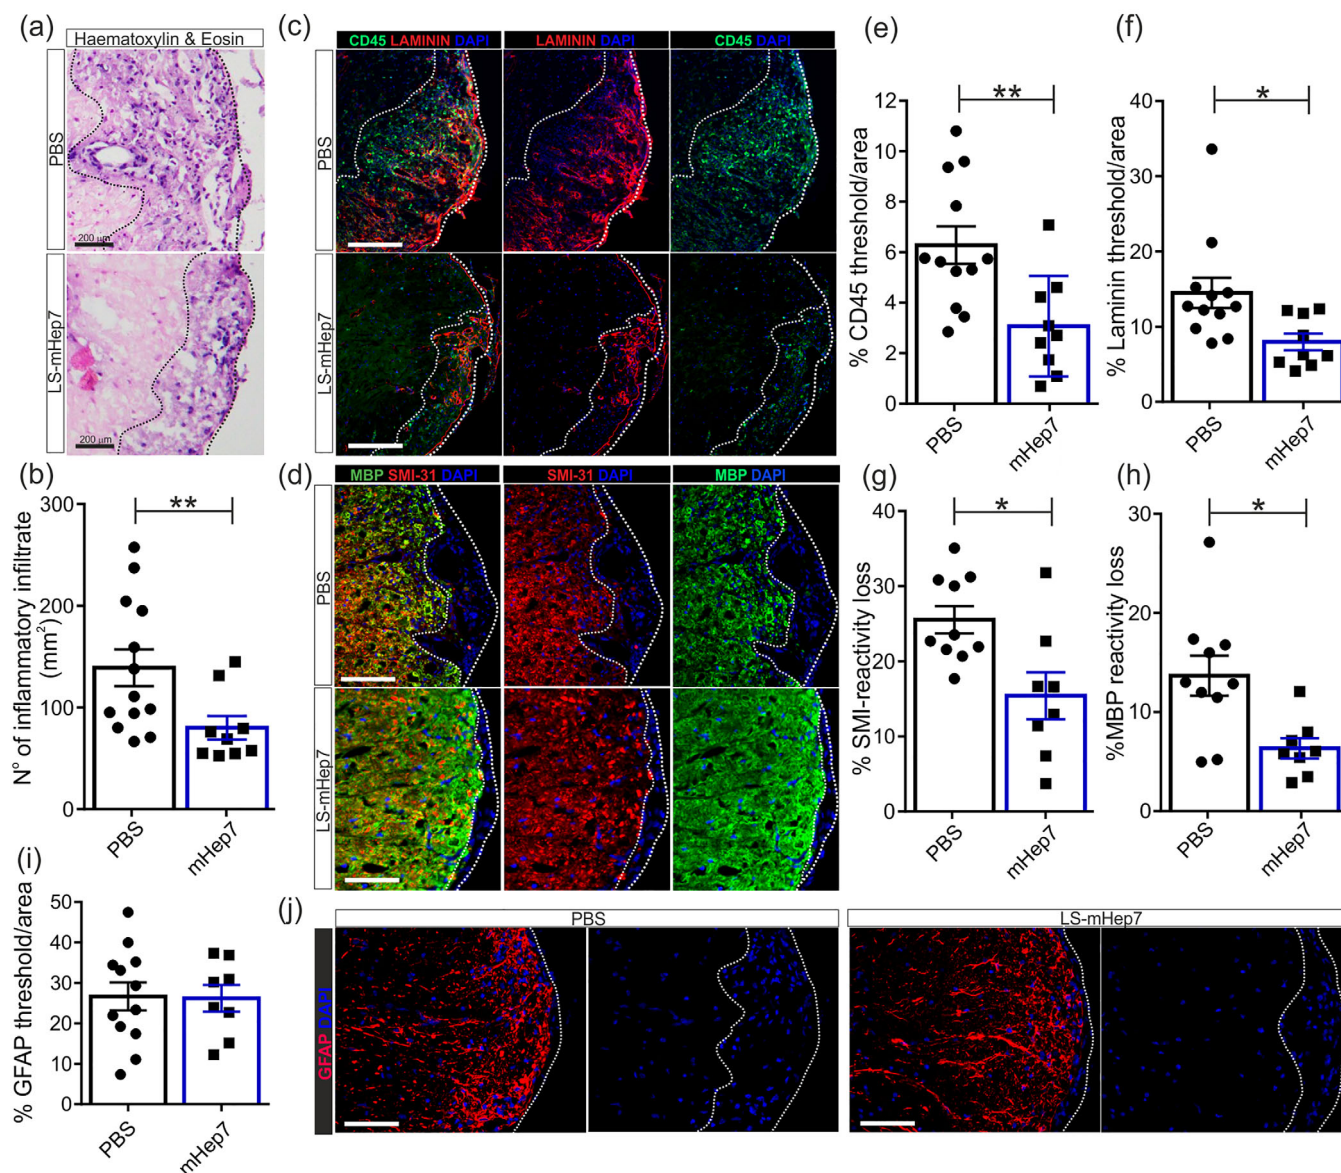 (a)
Haematoxylin & Eosin
PBS
200 µm
LS-mHep7
200 µm
(b)
N° of inflammatory infiltrate
(mm²)
300
200
100
0
**
PBS
mHep7
(c)
CD45 LAMININ DAPI
LAMININ DAPI
CD45 DAPI
PBS
LS-mHep7
(d)
MBP SMI-31 DAPI
SMI-31 DAPI
MBP DAPI
PBS
LS-mHep7
(e)
% CD45 threshold/area
12
10
8
6
4
2
0
**
PBS
mHep7
(f)
% Laminin threshold/area
40
30
20
10
0
*
PBS
mHep7
(g)
% SMI-reactivity loss
40
30
20
10
0
*
PBS
mHep7
(h)
%MBP reactivity loss
30
20
10
0
*
PBS
mHep7
(i)
% GFAP threshold/area
50
40
30
20
10
0
PBS
mHep7
(j)
PBS
LS-mHep7
GFAP DAPI